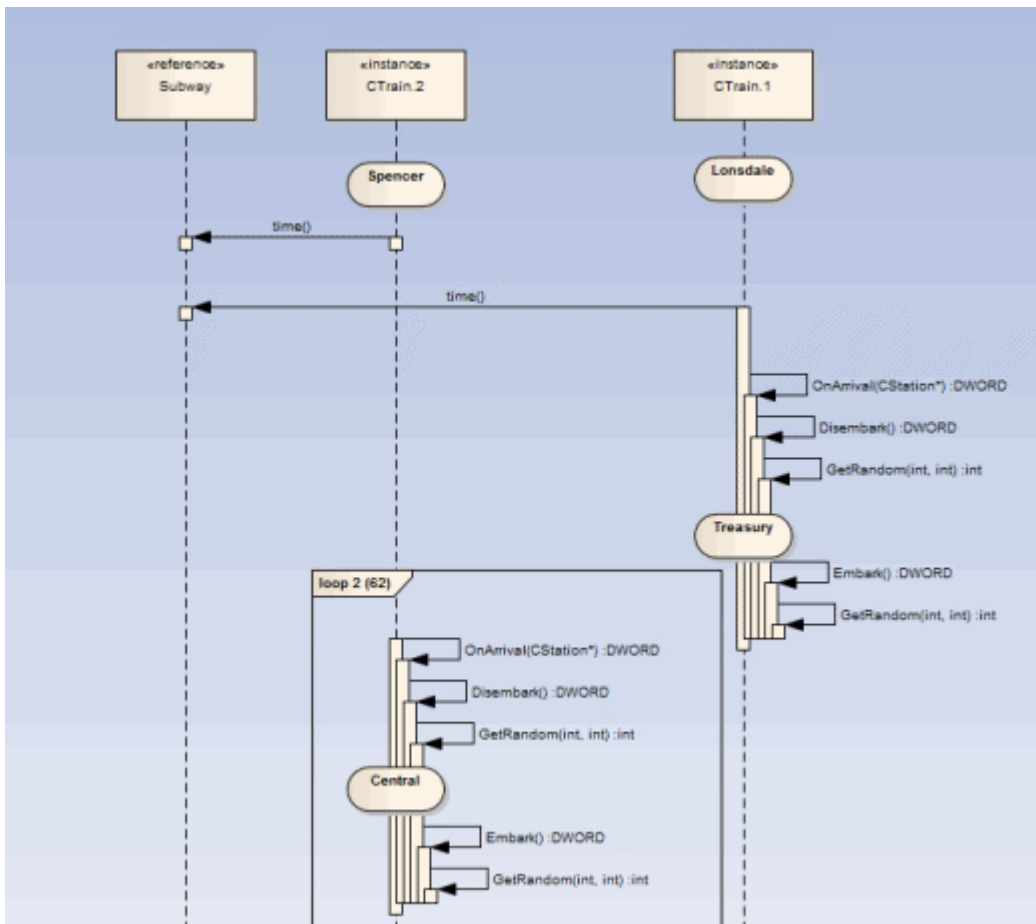 «reference»
Subway
«instance»
CTrain.2
«instance»
CTrain.1
Spencer
Lonsdale
time()
time()
OnArrival(CStation*) :DWORD
Disembark() :DWORD
GetRandom(int, int) :int
Treasury
Embark() :DWORD
GetRandom(int, int) :int
loop 2 (62)
OnArrival(CStation*) :DWORD
Disembark() :DWORD
GetRandom(int, int) :int
Central
Embark() :DWORD
GetRandom(int, int) :int